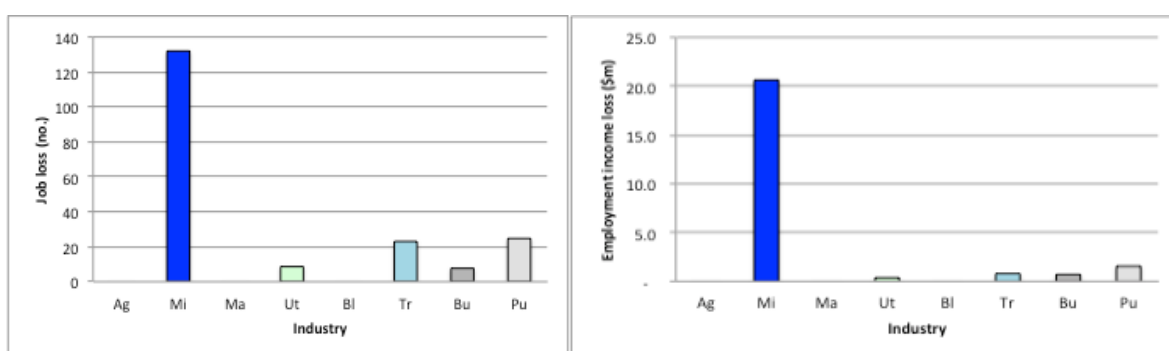 Job loss (no.)
140
120
100
80
60
40
20
0
Ag Mi Ma Ut Bl Tr Bu Pu
Industry
Employment income loss ($m)
25.0
20.0
15.0
10.0
5.0
-
Ag Mi Ma Ut Bl Tr Bu Pu
Industry